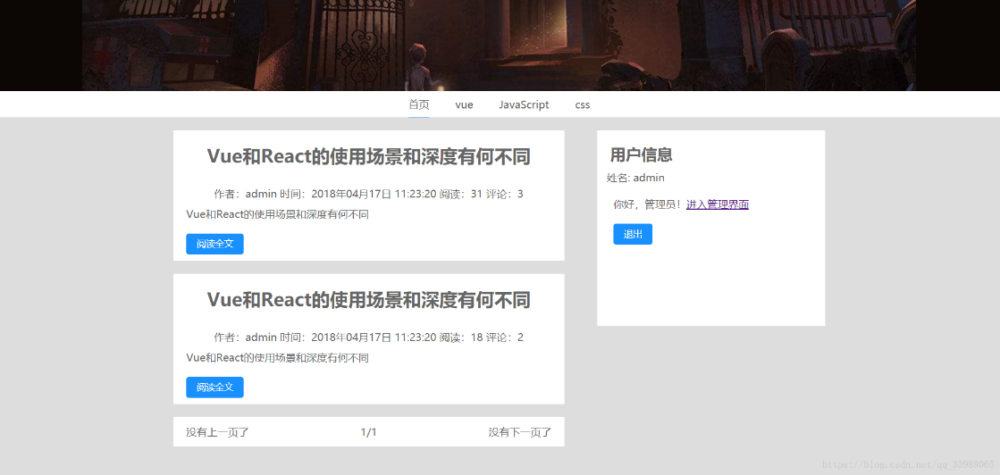 首页 vue JavaScript css
Vue和React的使用场景和深度有何不同
作者：admin 时间：2018年04月17日 11:23:20 阅读：31 评论：3
Vue和React的使用场景和深度有何不同
阅读全文
Vue和React的使用场景和深度有何不同
作者：admin 时间：2018年04月17日 11:23:20 阅读：18 评论：2
Vue和React的使用场景和深度有何不同
阅读全文
没有上一页了 1/1 没有下一页了
用户信息
姓名: admin
你好，管理员！进入管理界面
退出
https://blog.csdn.net/qq_33988065